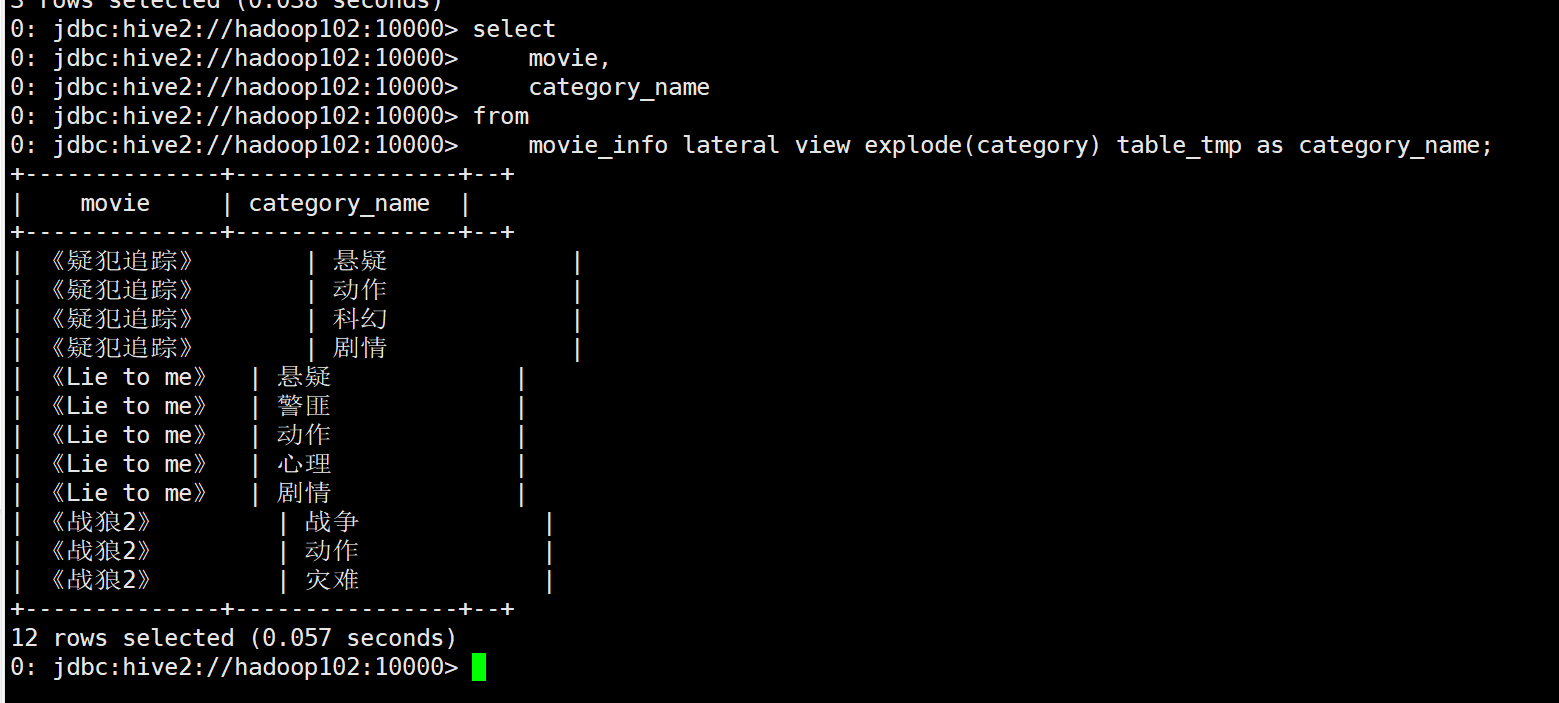 3 rows selected (0.038 seconds)
0: jdbc:hive2://hadoop102:10000> select
0: jdbc:hive2://hadoop102:10000>     movie,
0: jdbc:hive2://hadoop102:10000>     category_name
0: jdbc:hive2://hadoop102:10000> from
0: jdbc:hive2://hadoop102:10000>     movie_info lateral view explode(category) table_tmp as category_name;
+--------------+----------------+--+
|    movie     | category_name  |
+--------------+----------------+--+
| 《疑犯追踪》        | 悬疑             |
| 《疑犯追踪》        | 动作             |
| 《疑犯追踪》        | 科幻             |
| 《疑犯追踪》        | 剧情             |
| 《Lie to me》  | 悬疑             |
| 《Lie to me》  | 警匪             |
| 《Lie to me》  | 动作             |
| 《Lie to me》  | 心理             |
| 《Lie to me》  | 剧情             |
| 《战狼2》         | 战争             |
| 《战狼2》         | 动作             |
| 《战狼2》         | 灾难             |
+--------------+----------------+--+
12 rows selected (0.057 seconds)
0: jdbc:hive2://hadoop102:10000>